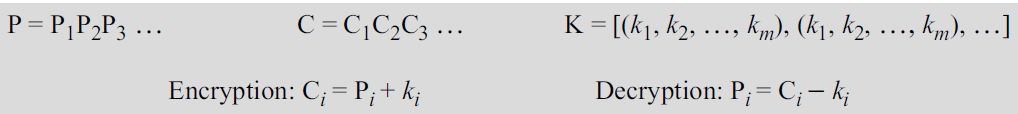 P = P₁P₂P₃ … C = C₁C₂C₃ … K = [(k₁, k₂, …, kₘ), (k₁, k₂, …, kₘ), …]
Encryption: Cᵢ = Pᵢ + kᵢ Decryption: Pᵢ = Cᵢ − kᵢ